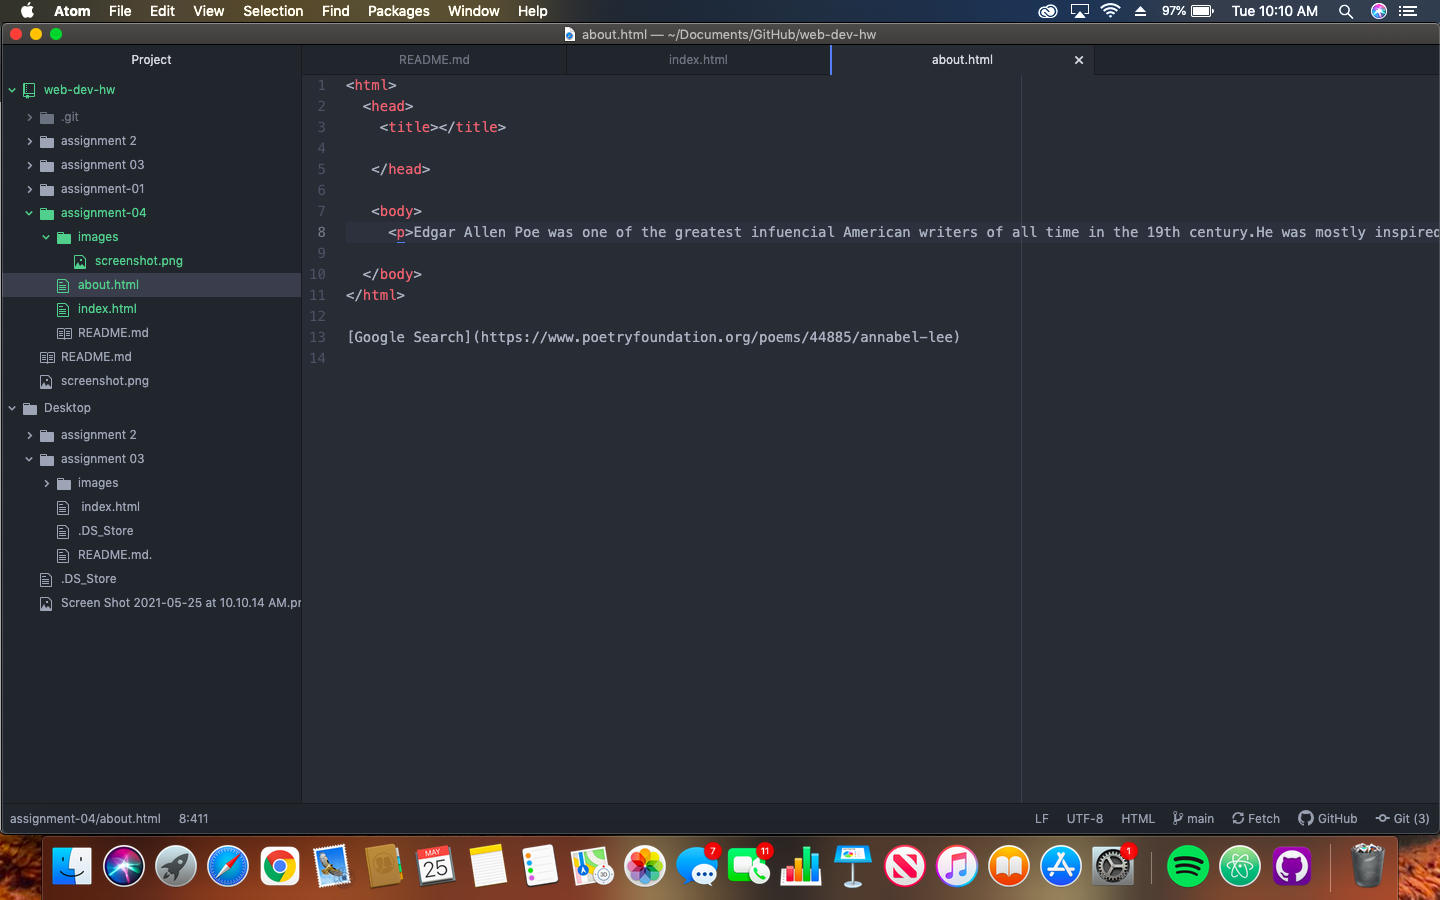 Atom File Edit View Selection Find Packages Window Help 97% Tue 10:10 AM
about.html — ~/Documents/GitHub/web-dev-hw
Project
README.md
index.html
about.html
web-dev-hw
.git
assignment 2
assignment 03
assignment-01
assignment-04
images
screenshot.png
about.html
index.html
README.md
README.md
screenshot.png
Desktop
assignment 2
assignment 03
images
index.html
.DS_Store
README.md.
.DS_Store
Screen Shot 2021-05-25 at 10.10.14 AM.pr
1 <html>
2 <head>
3 <title></title>
4
5 </head>
6
7 <body>
8 <p>Edgar Allen Poe was one of the greatest infuencial American writers of all time in the 19th century.He was mostly inspired
9
10 </body>
11 </html>
12
13 [Google Search](https://www.poetryfoundation.org/poems/44885/annabel-lee)
14
assignment-04/about.html 8:411 LF UTF-8 HTML main Fetch GitHub Git (3)
MAY
25
7
11
3D
1